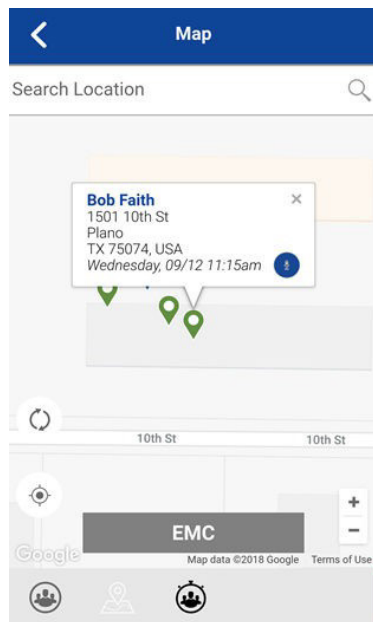 Map
Search Location
Bob Faith
×
1501 10th St
Plano
TX 75074, USA
Wednesday, 09/12 11:15am
10th St
10th St
+
EMC
−
Google
Map data ©2018 Google
Terms of Use